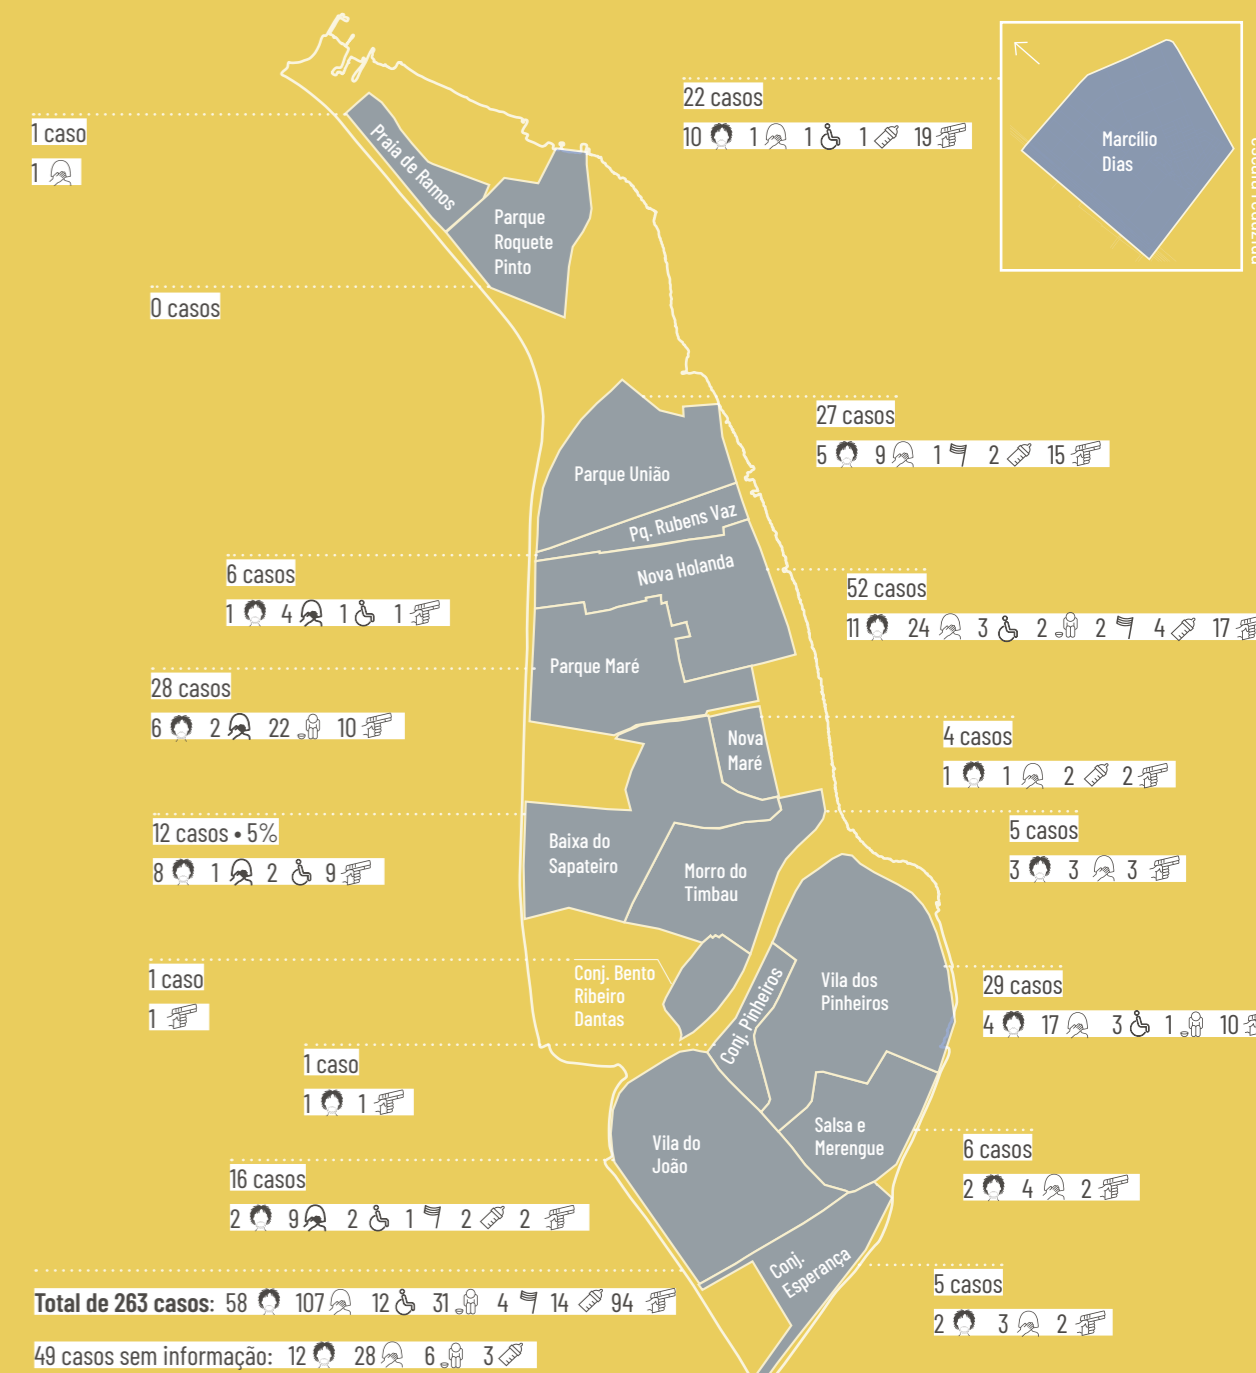 1 caso
1
Praia de Ramos
Parque
Roquete
Pinto
0 casos
22 casos
10 1 1 1 19
Marcílio
Dias
escala reduzida
27 casos
5 9 1 2 15
Parque União
Pq. Rubens Vaz
Nova Holanda
6 casos
1 4 1 1
52 casos
11 24 3 2 2 4 17
Parque Maré
28 casos
6 2 22 10
Nova
Maré
4 casos
1 1 2 2
12 casos • 5%
8 1 2 9
Baixa do
Sapateiro
Morro do
Timbau
5 casos
3 3 3
1 caso
1
Conj. Bento
Ribeiro
Dantas
Conj. Pinheiros
Vila dos
Pinheiros
29 casos
4 17 3 1 10
1 caso
1 1
Vila do
João
Salsa e
Merengue
6 casos
2 4 2
16 casos
2 9 2 1 2 2
Conj.
Esperança
5 casos
2 3 2
Total de 263 casos: 58 107 12 31 4 14 94
49 casos sem informação: 12 28 6 3